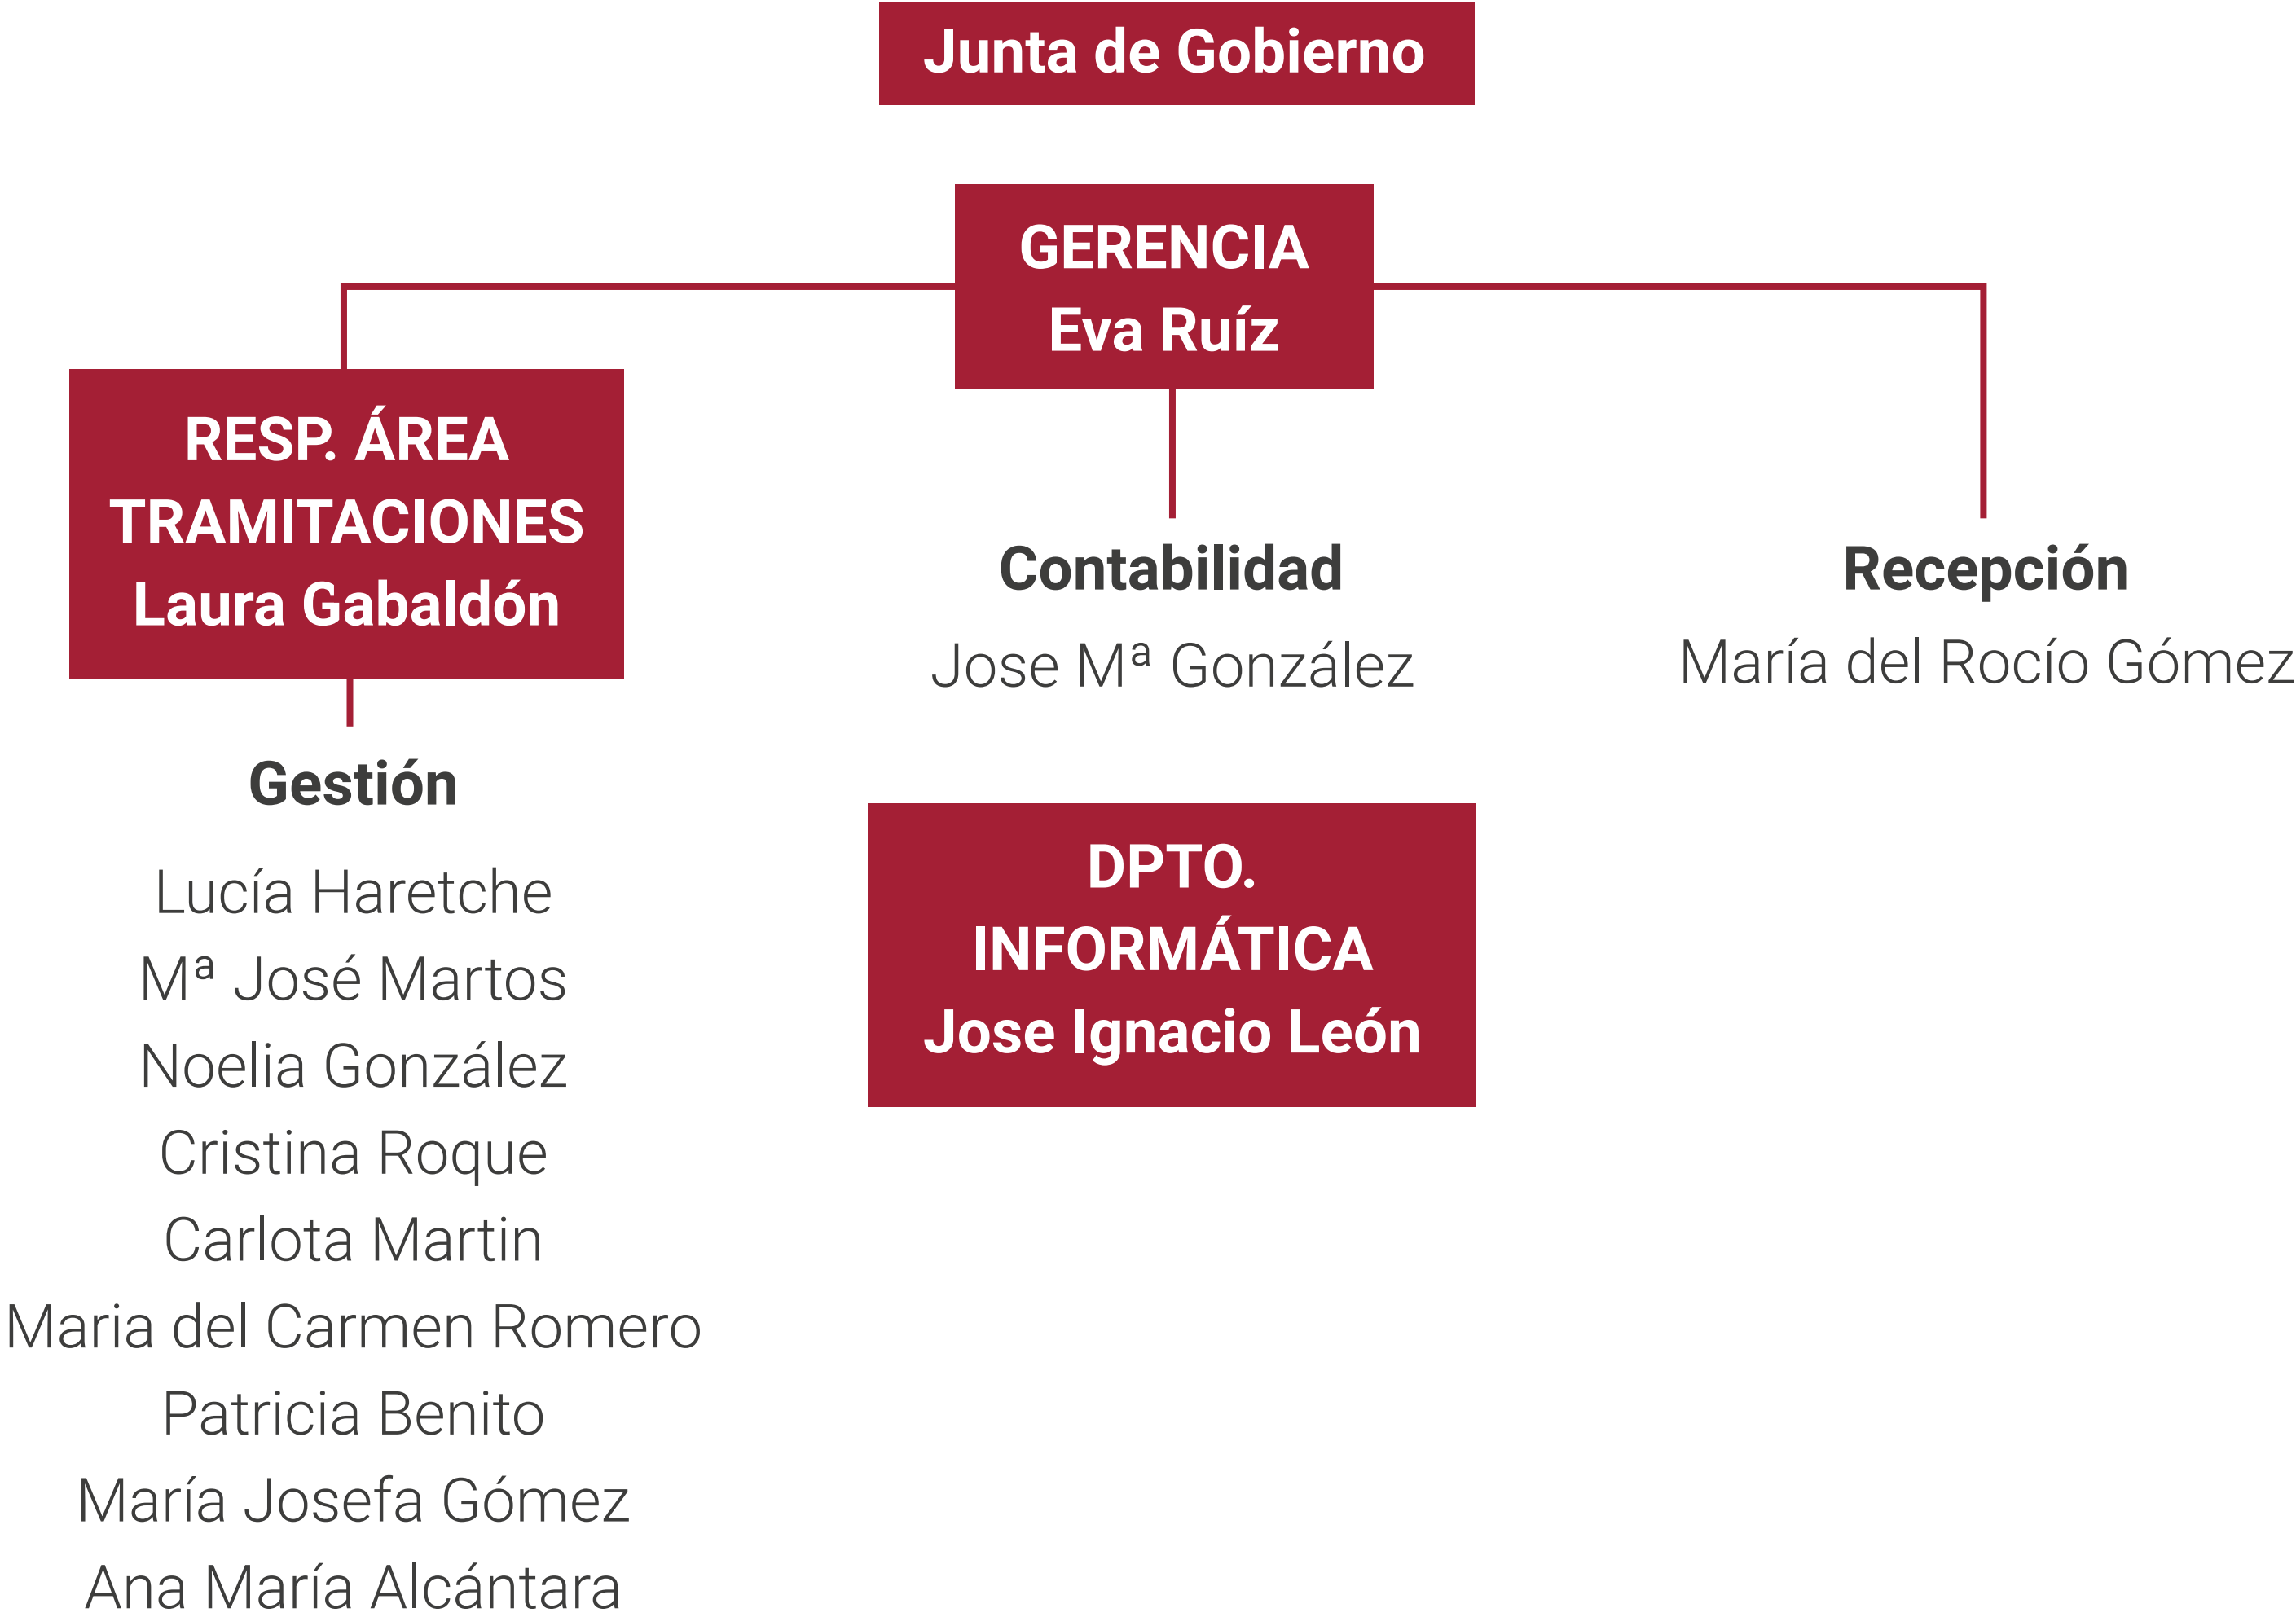 Junta de Gobierno
GERENCIA
Eva Ruíz
RESP. ÁREA
TRAMITACIONES
Laura Gabaldón
Gestión
Lucía Haretche
Mª José Martos
Noelia González
Cristina Roque
Carlota Martin
Maria del Carmen Romero
Patricia Benito
María Josefa Gómez
Ana María Alcántara
Contabilidad
Jose Mª González
Recepción
María del Rocío Gómez
DPTO.
INFORMÁTICA
Jose Ignacio León